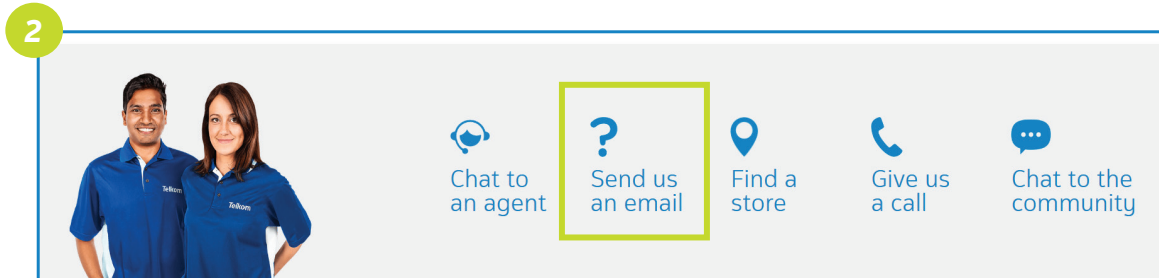 2
Telkom
Telkom
?
Chat to
an agent
Send us
an email
Find a
store
Give us
a call
Chat to the
community